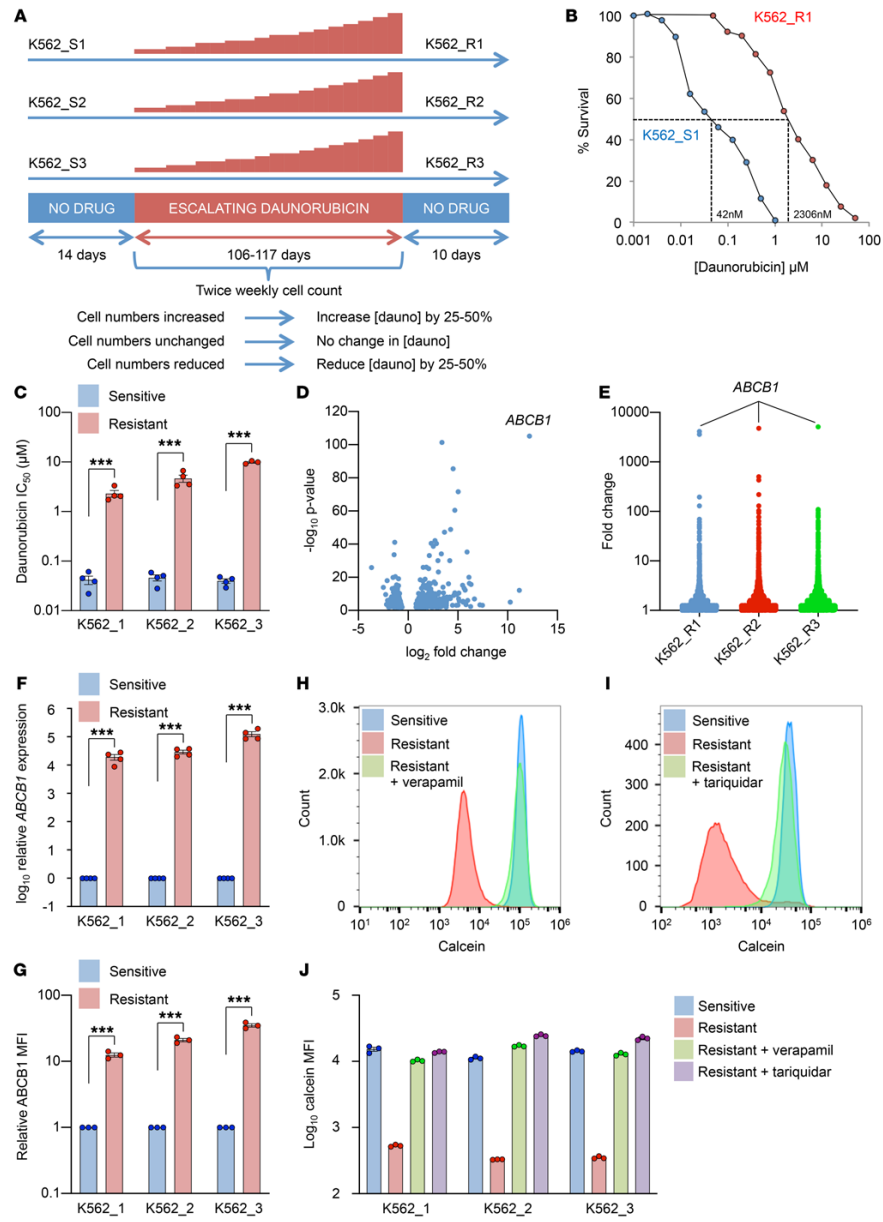 A
K562_S1
K562_R1
K562_S2
K562_R2
K562_S3
K562_R3
NO DRUG
ESCALATING DAUNORUBICIN
NO DRUG
14 days
106-117 days
10 days
Twice weekly cell count
Cell numbers increased
Increase [dauno] by 25-50%
Cell numbers unchanged
No change in [dauno]
Cell numbers reduced
Reduce [dauno] by 25-50%
B
K562_R1
K562_S1
% Survival
100
80
60
40
20
0
42nM
2306nM
0.001
0.01
0.1
1
10
100
[Daunorubicin] µM
C
Sensitive
Resistant
Daunorubicin IC50 (µM)
100
10
1
0.1
0.01
***
***
***
K562_1
K562_2
K562_3
D
ABCB1
-log10 p-value
120
100
80
60
40
20
0
-5
0
5
10
15
log2 fold change
E
ABCB1
Fold change
10000
1000
100
10
1
K562_R1
K562_R2
K562_R3
F
Sensitive
Resistant
log10 relative ABCB1 expression
6
5
4
3
2
1
0
-1
***
***
***
K562_1
K562_2
K562_3
H
Sensitive
Resistant
Resistant
+ verapamil
Count
3.0k
2.0k
1.0k
0
10¹
10²
10³
10⁴
10⁵
10⁶
Calcein
I
Sensitive
Resistant
Resistant
+ tariquidar
Count
400
300
200
100
0
10²
10³
10⁴
10⁵
10⁶
Calcein
G
Sensitive
Resistant
Relative ABCB1 MFI
100
10
1
0.1
***
***
***
K562_1
K562_2
K562_3
J
Sensitive
Resistant
Resistant + verapamil
Resistant + tariquidar
Log10 calcein MFI
5
4
3
2
K562_1
K562_2
K562_3